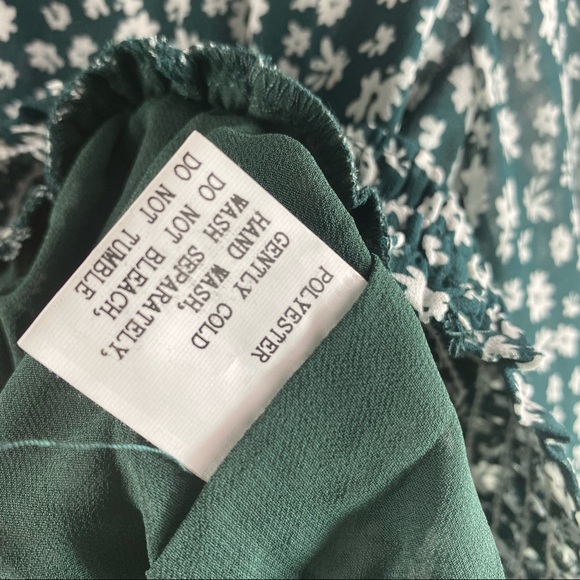 POLYESTER
GENTLY COLD
HAND WASH,
WASH SEPARATELY,
DO NOT BLEACH,
DO NOT TUMBLE